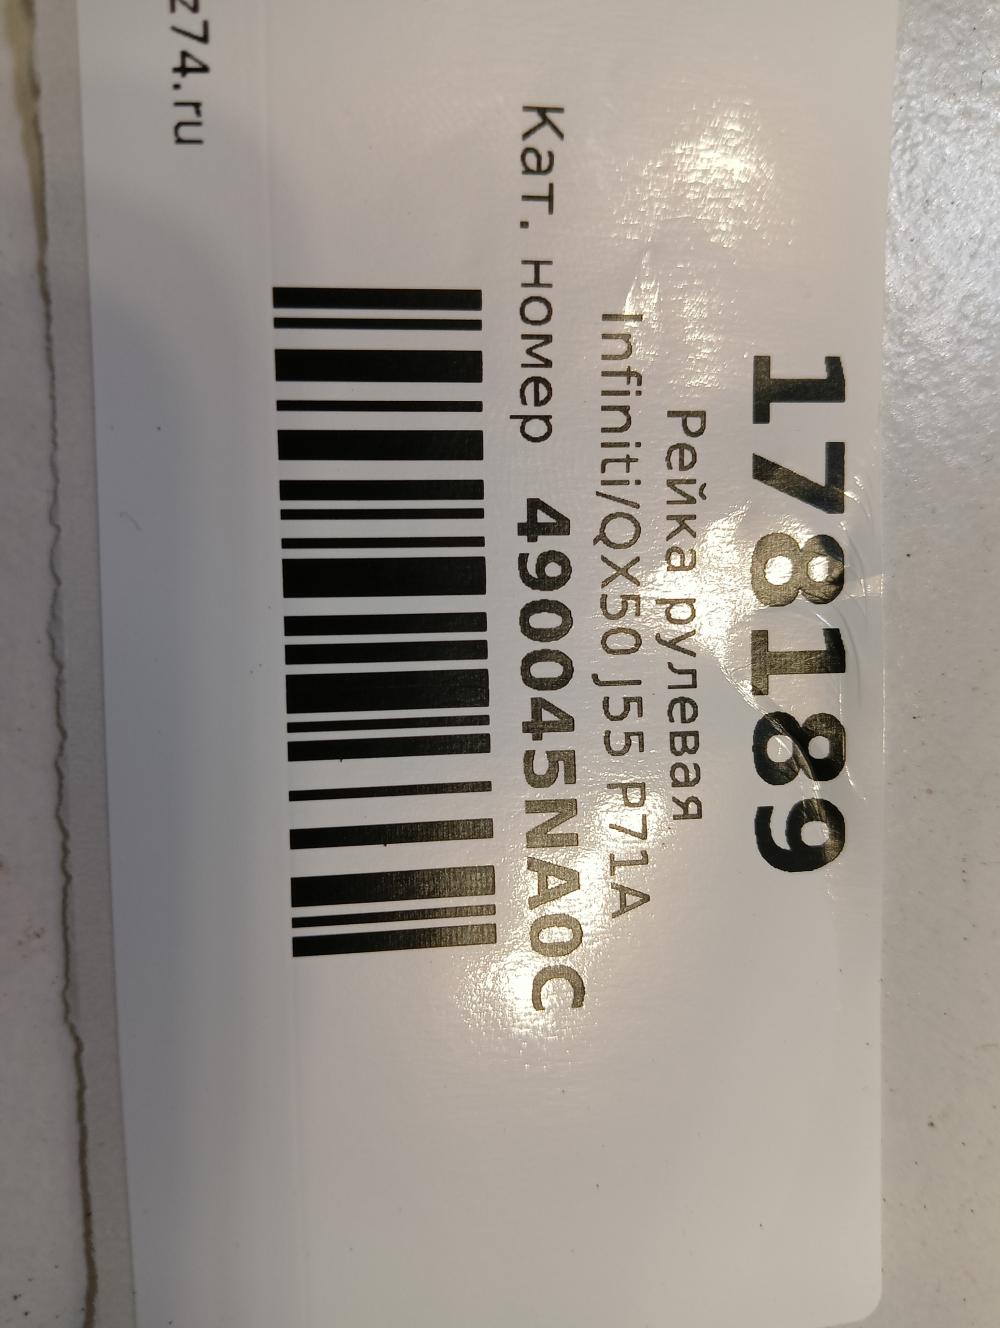 178189
Рейка рулевая
Infiniti/QX50 J55 P71A
Кат. номер 490045NA0C
z74.ru